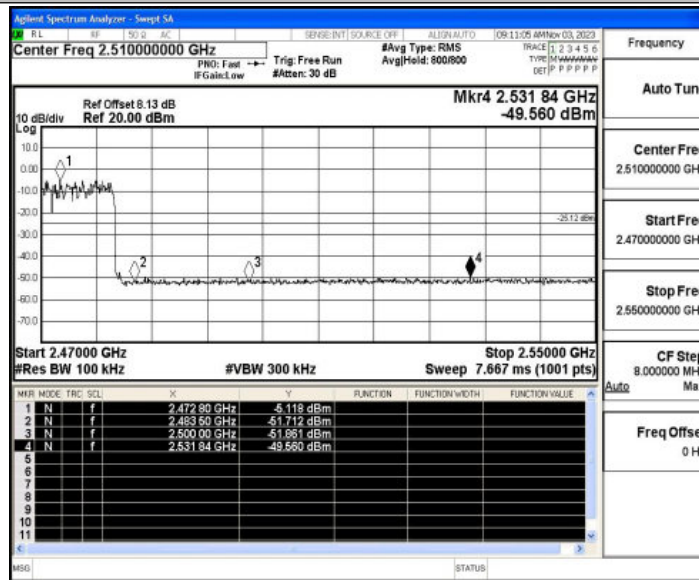 Agilent Spectrum Analyzer - Swept SA
RL RF 50 Ω AC SENSE:INT SOURCE OFF ALIGN AUTO 09:11:05 AM Nov 03, 2023
Center Freq 2.510000000 GHz
PNO: Fast
IFGain:Low
Trig: Free Run
#Atten: 30 dB
#Avg Type: RMS
Avg|Hold: 800/800
TRACE 1 2 3 4 5 6
TYPE M
DET P P P P P P
Frequency
Auto Tun
Center Fre
2.510000000 GH
Start Fre
2.470000000 GH
Stop Fre
2.550000000 GH
CF Ste
8.000000 MH
Auto Ma
Freq Offse
0 H
Mkr4 2.531 84 GHz
-49.560 dBm
Ref Offset 8.13 dB
10 dB/div Ref 20.00 dBm
Log
10.0
0.00
-10.0
-20.0
-30.0
-40.0
-50.0
-60.0
-70.0
1
2
3
4
-25.12 dBm
Start 2.47000 GHz Stop 2.55000 GHz
#Res BW 100 kHz #VBW 300 kHz Sweep 7.667 ms (1001 pts)
MKR MODE TRC SCL X Y FUNCTION FUNCTION WIDTH FUNCTION VALUE
1 N f 2.472 80 GHz -5.118 dBm
2 N f 2.483 50 GHz -51.712 dBm
3 N f 2.500 00 GHz -51.861 dBm
4 N f 2.531 84 GHz -49.560 dBm
5
6
7
8
9
10
11
MSG STATUS